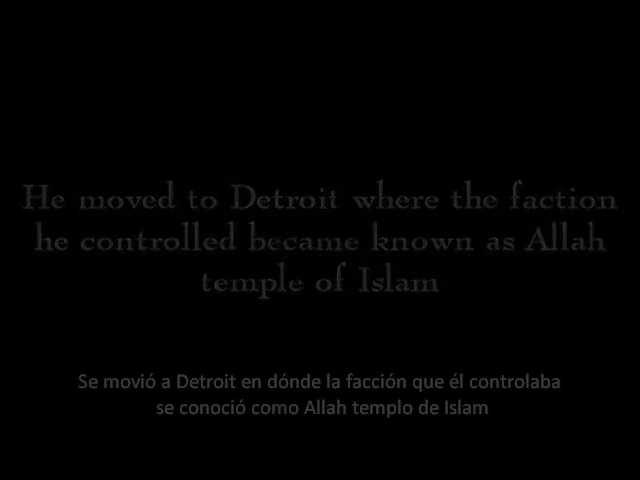 He moved to Detroit where the faction
he controlled became known as Allah
temple of Islam
Se movió a Detroit en dónde la facción que él controlaba
se conoció como Allah templo de Islam